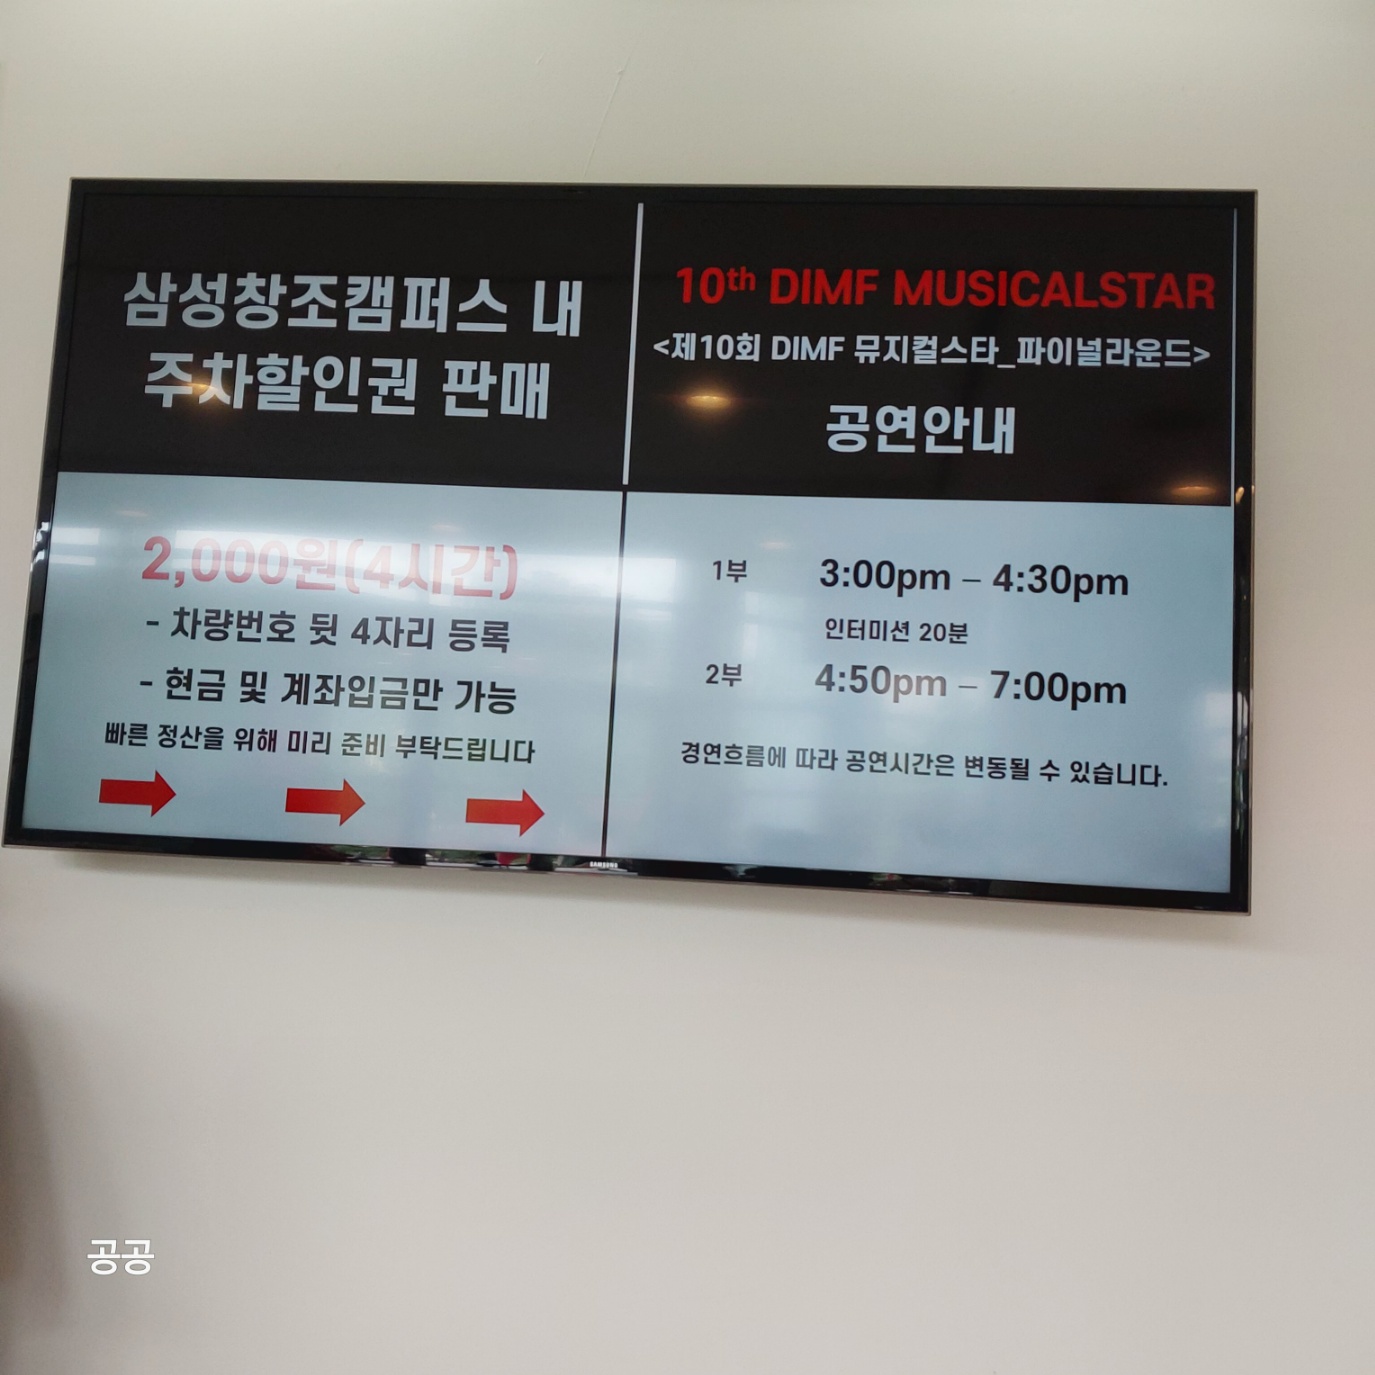 삼성창조캠퍼스 내
주차할인권 판매
2,000원(4시간)
- 차량번호 뒷 4자리 등록
- 현금 및 계좌입금만 가능
빠른 정산을 위해 미리 준비 부탁드립니다
10th DIMF MUSICALSTAR
<제10회 DIMF 뮤지컬스타_파이널라운드>
공연안내
1부 3:00pm – 4:30pm
인터미션 20분
2부 4:50pm – 7:00pm
경연흐름에 따라 공연시간은 변동될 수 있습니다.
SAMSUNG
공공